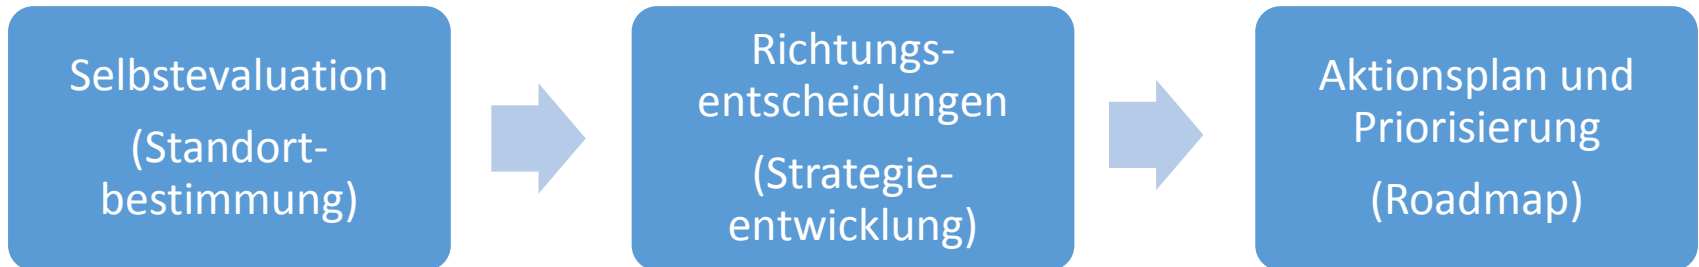 Selbstevaluation
(Standort-
bestimmung)
Richtungs-
entscheidungen
(Strategie-
entwicklung)
Aktionsplan und
Priorisierung
(Roadmap)